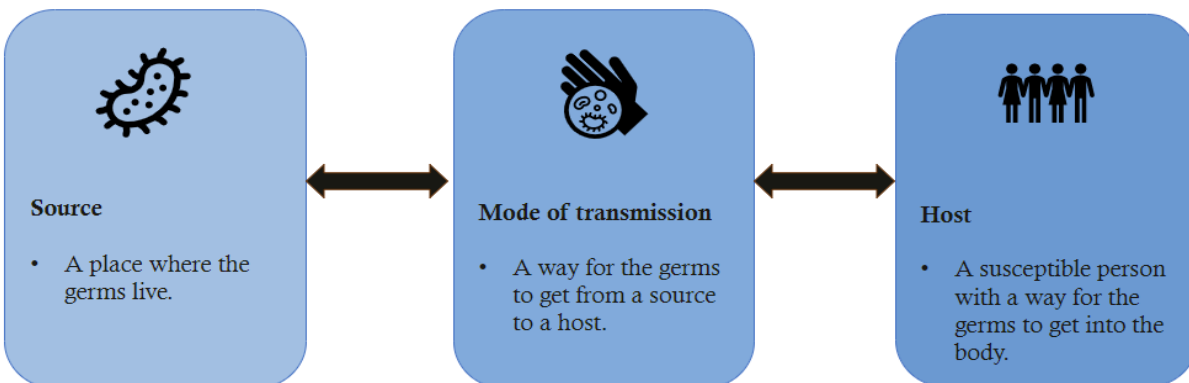 Source
• A place where the
germs live.
Mode of transmission
• A way for the germs
to get from a source
to a host.
Host
• A susceptible person
with a way for the
germs to get into the
body.